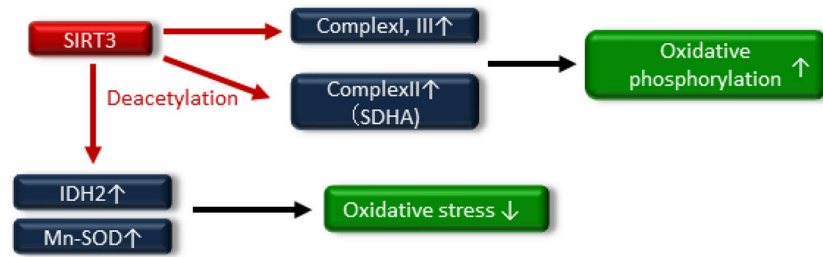 SIRT3
ComplexI, III↑
Oxidative
phosphorylation ↑
Deacetylation
ComplexII↑
（SDHA)
IDH2↑
Mn-SOD↑
Oxidative stress ↓